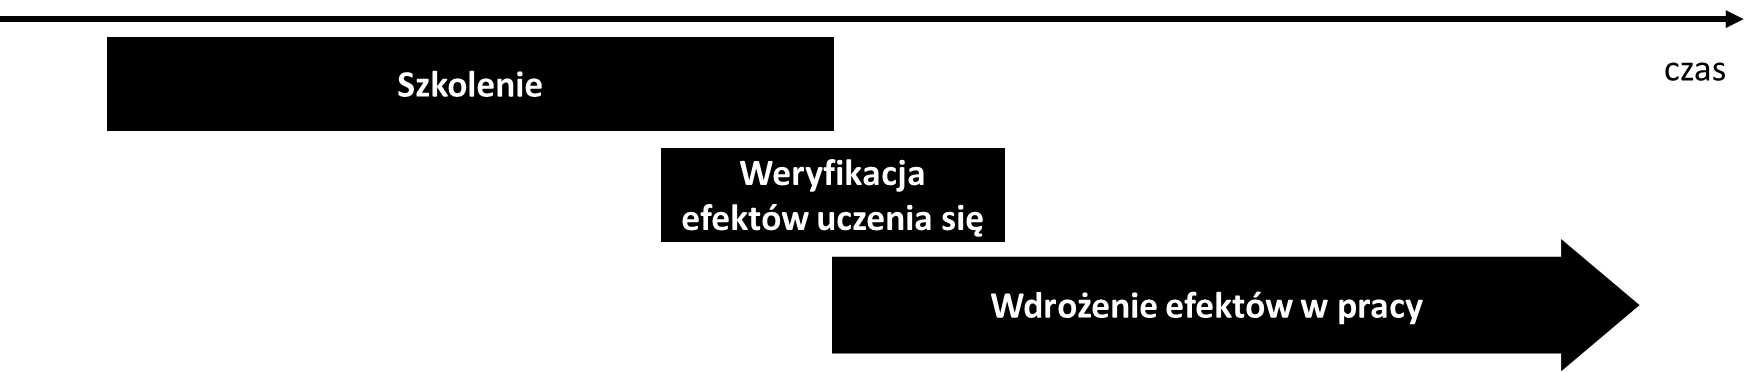 czas
Szkolenie
Weryfikacja
efektów uczenia się
Wdrożenie efektów w pracy